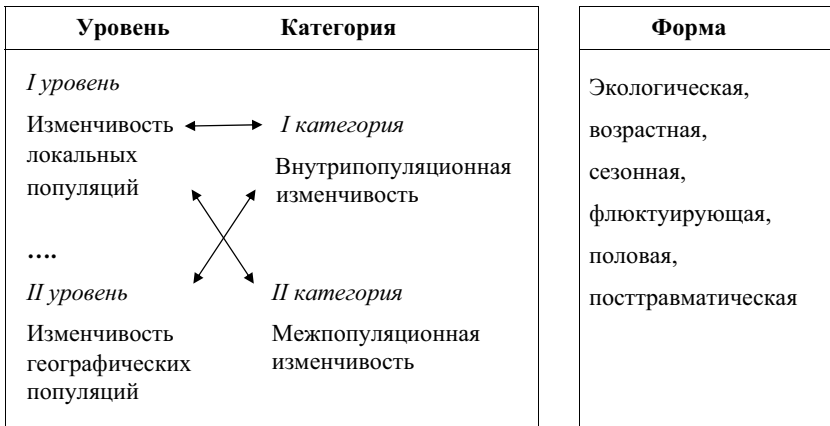 Уровень Категория
I уровень
Изменчивость I категория
локальных
популяций
Внутрипопуляционная
изменчивость
....
II уровень II категория
Изменчивость
географических
популяций
Межпопуляционная
изменчивость
Форма
Экологическая,
возрастная,
сезонная,
флюктуирующая,
половая,
посттравматическая